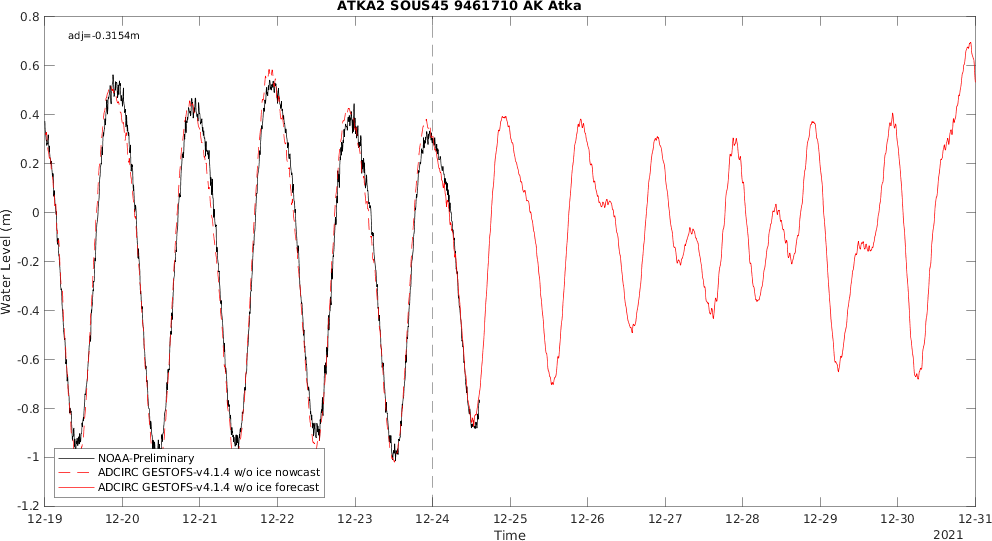 ATKA2 SOUS45 9461710 AK Atka
adj=-0.3154m
0.8
0.6
0.4
0.2
0
-0.2
-0.4
-0.6
-0.8
-1
-1.2
Water Level (m)
NOAA-Preliminary
ADCIRC GESTOFS-v4.1.4 w/o ice nowcast
ADCIRC GESTOFS-v4.1.4 w/o ice forecast
12-19 12-20 12-21 12-22 12-23 12-24 12-25 12-26 12-27 12-28 12-29 12-30 12-31
Time
2021